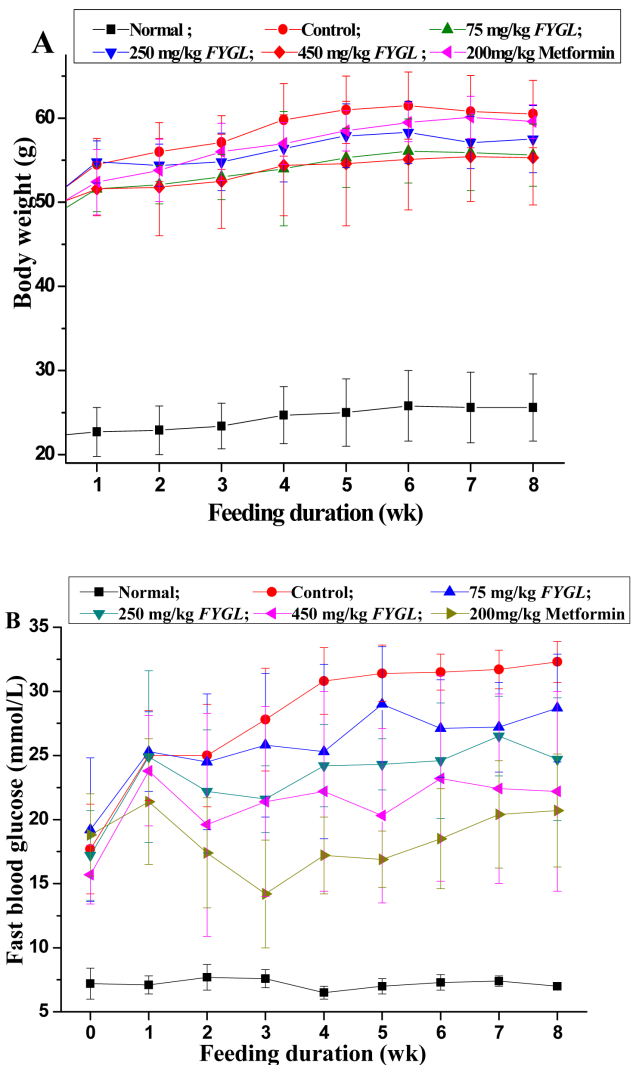 A
Normal ; Control; 75 mg/kg FYGL;
250 mg/kg FYGL; 450 mg/kg FYGL ; 200mg/kg Metformin
60
50
40
30
20
Body weight (g)
1 2 3 4 5 6 7 8
Feeding duration (wk)
B
Normal; Control; 75 mg/kg FYGL;
250 mg/kg FYGL; 450 mg/kg FYGL; 200mg/kg Metformin
35
30
25
20
15
10
5
Fast blood glucose (mmol/L)
0 1 2 3 4 5 6 7 8
Feeding duration (wk)